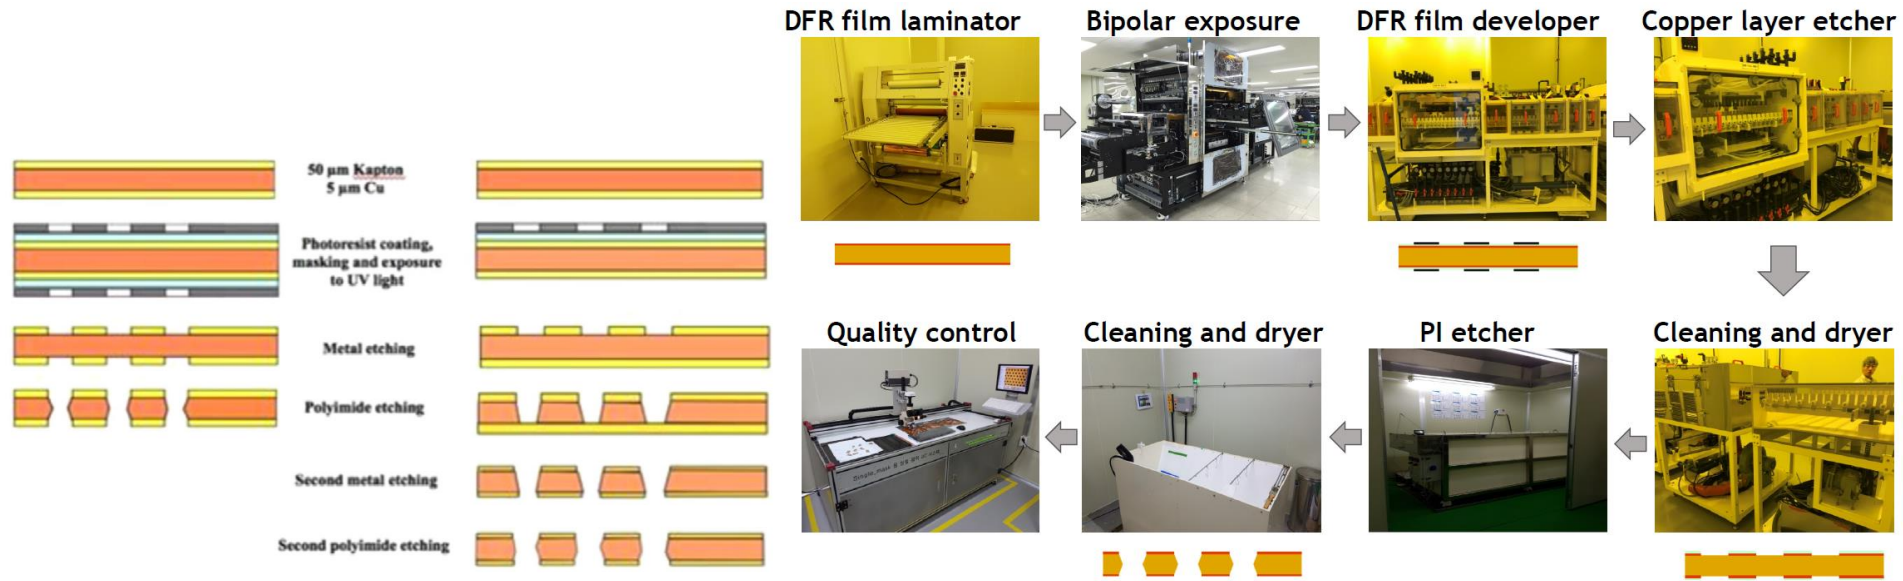 50 µm Kapton
5 µm Cu
Photoresist coating,
masking and exposure
to UV light
Metal etching
Polyimide etching
Second metal etching
Second polyimide etching
DFR film laminator
Bipolar exposure
DFR film developer
Copper layer etcher
Quality control
Cleaning and dryer
PI etcher
Cleaning and dryer